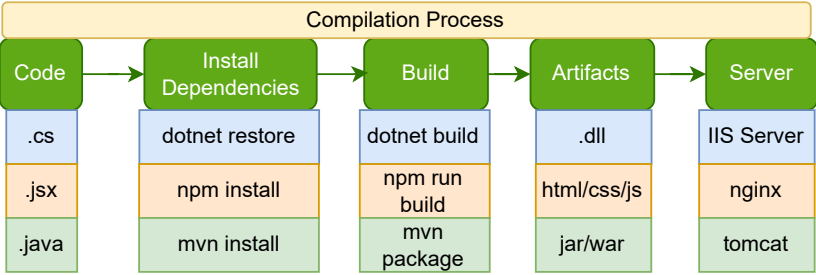 Compilation Process
Code
Install
Dependencies
Build
Artifacts
Server
.cs
dotnet restore
dotnet build
.dll
IIS Server
.jsx
npm install
npm run
build
html/css/js
nginx
.java
mvn install
mvn
package
jar/war
tomcat